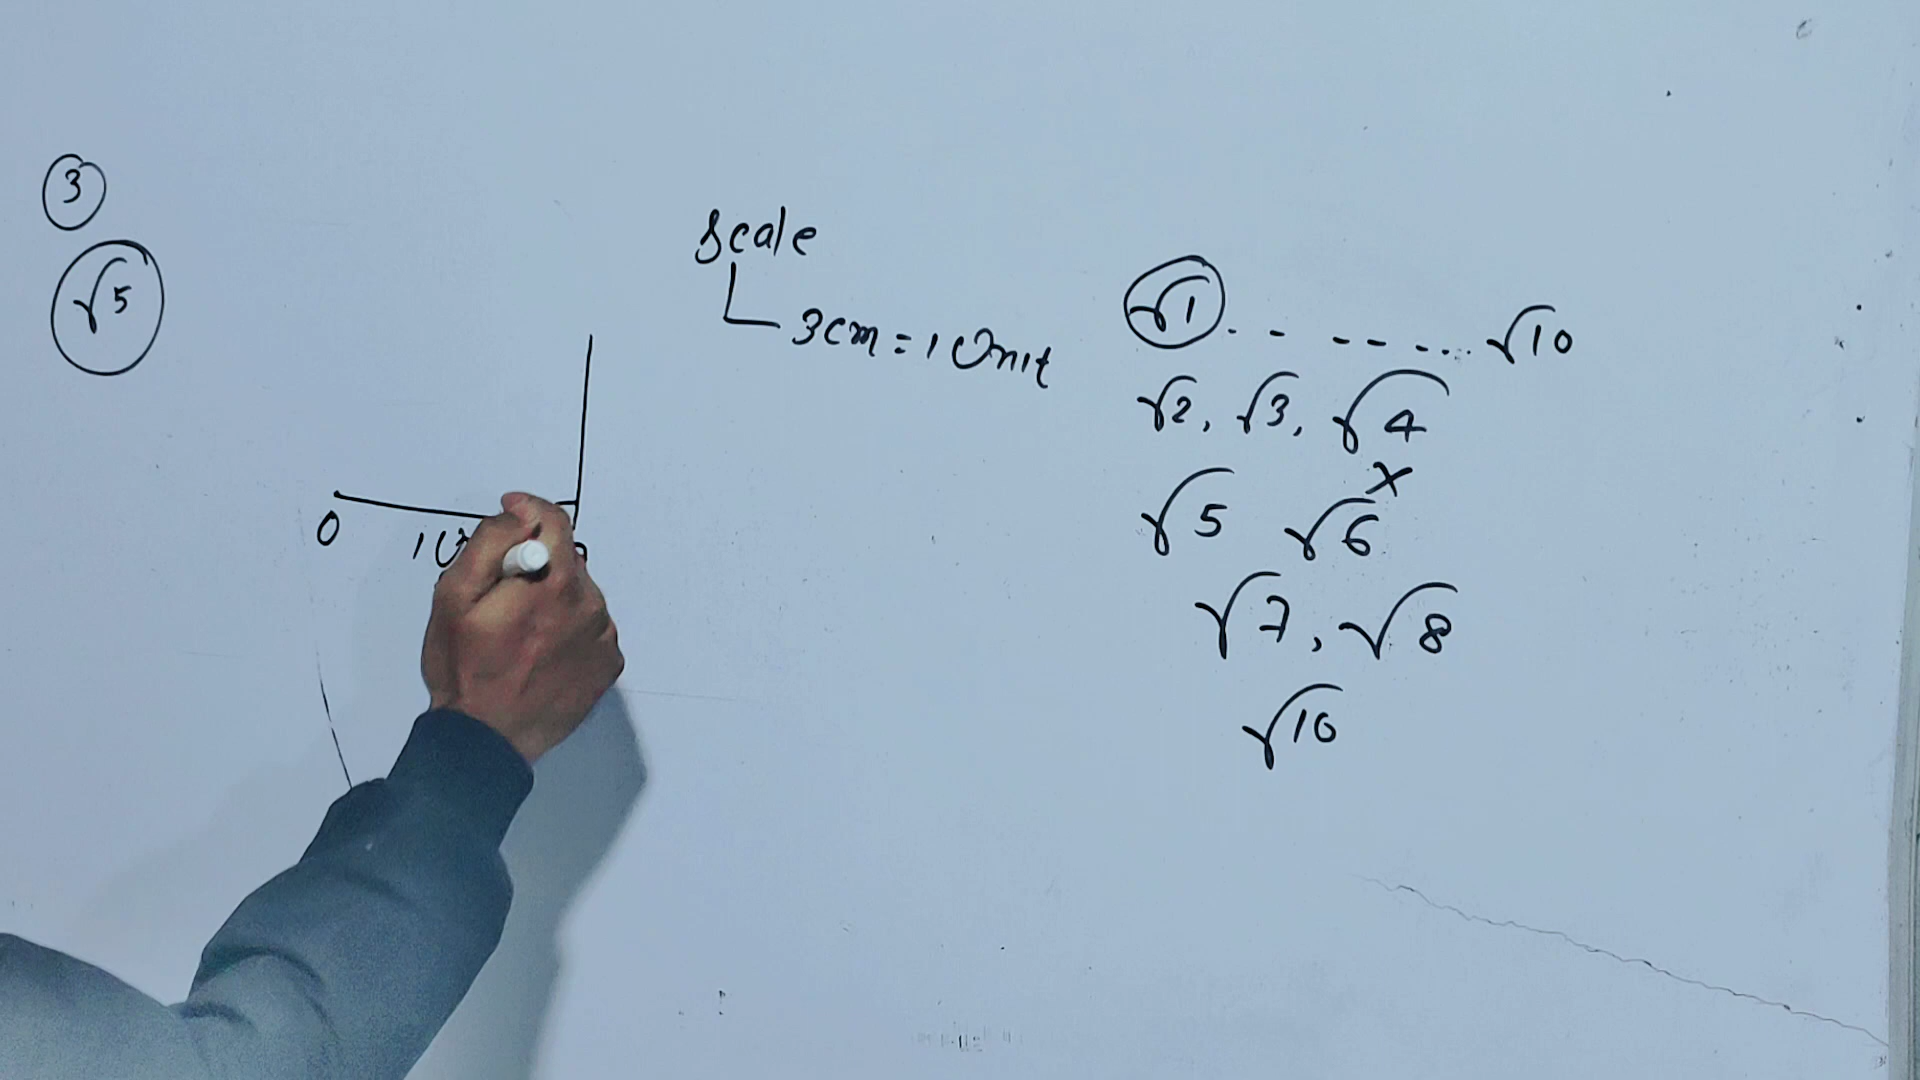 3
√5
Scale
3cm = 1 Unit
0
√1 - - - - - ... √10
√2, √3, √4
x
√5 √6
√7, √8
√10